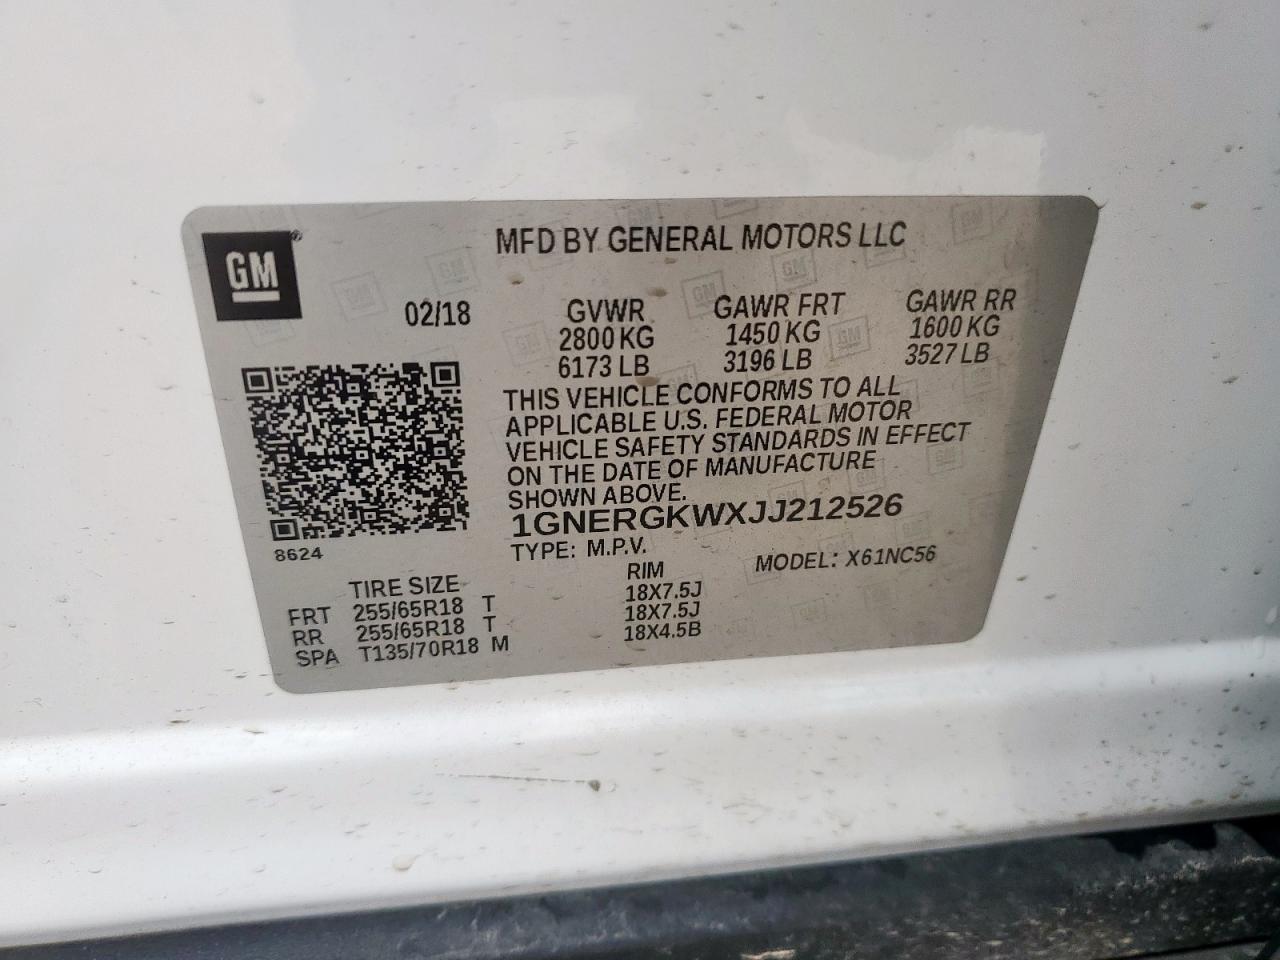 GM®
MFD BY GENERAL MOTORS LLC
02/18 GVWR GAWR FRT GAWR RR
2800 KG 1450 KG 1600 KG
6173 LB 3196 LB 3527 LB
THIS VEHICLE CONFORMS TO ALL
APPLICABLE U.S. FEDERAL MOTOR
VEHICLE SAFETY STANDARDS IN EFFECT
ON THE DATE OF MANUFACTURE
SHOWN ABOVE.
1GNERGKWXJJ212526
8624
TYPE: M.P.V. MODEL: X61NC56
TIRE SIZE RIM
FRT 255/65R18 T 18X7.5J
RR 255/65R18 T 18X7.5J
SPA T135/70R18 M 18X4.5B